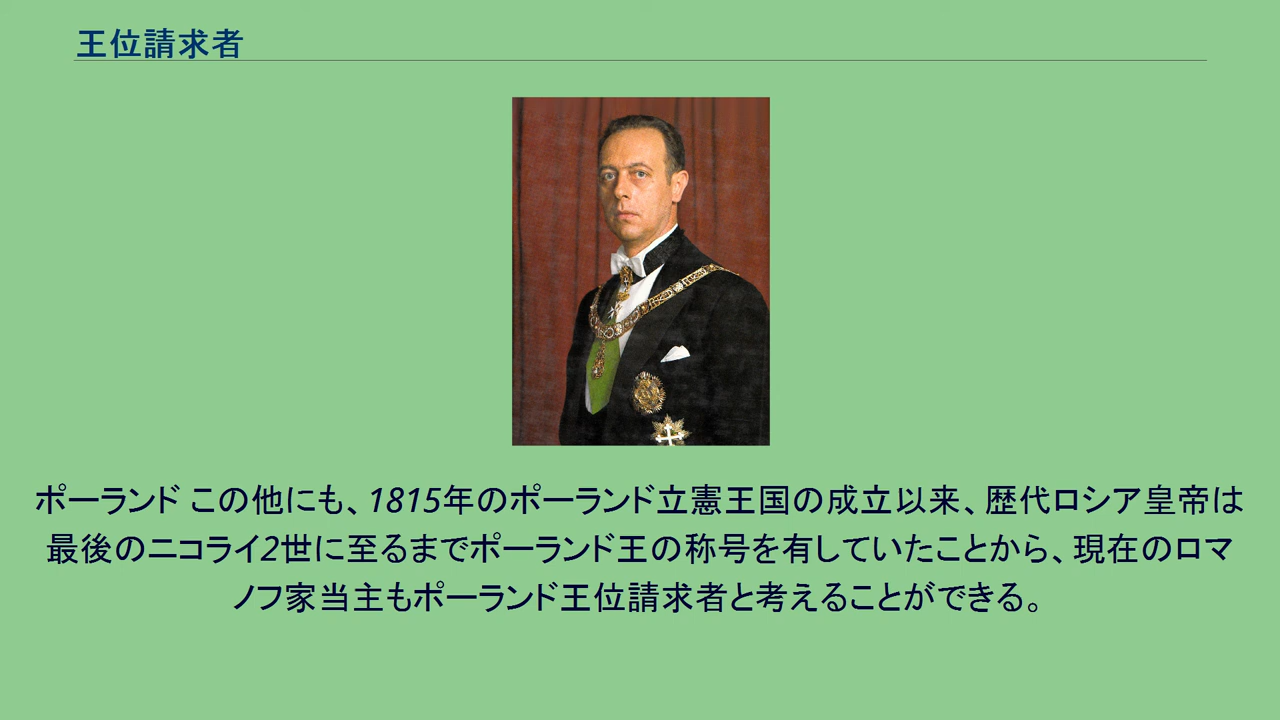 王位請求者
ポーランド この他にも、1815年のポーランド立憲王国の成立以来、歴代ロシア皇帝は
最後のニコライ2世に至るまでポーランド王の称号を有していたことから、現在のロマ
ノフ家当主もポーランド王位請求者と考えることができる。